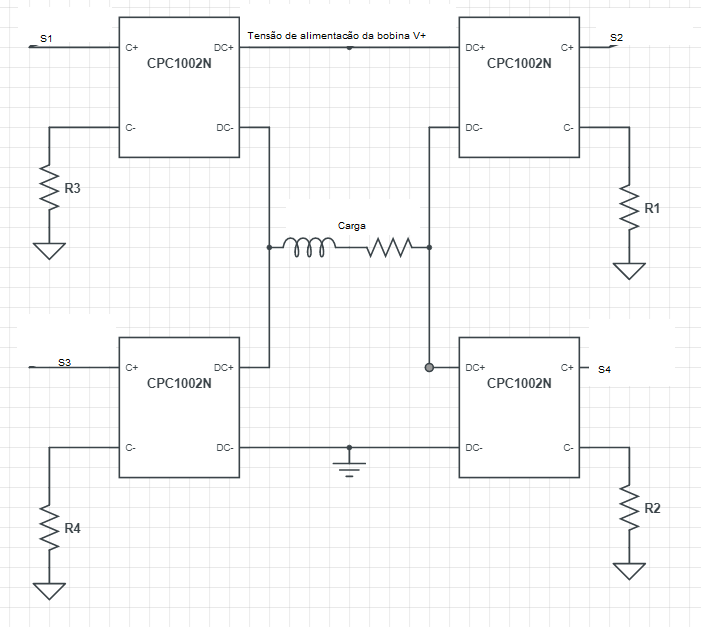 S1
C+
DC+
Tensão de alimentacão da bobina V+
DC+
C+
S2
CPC1002N
CPC1002N
C-
DC-
DC-
C-
R3
R1
Carga
S3
C+
DC+
DC+
C+
S4
CPC1002N
CPC1002N
C-
DC-
DC-
C-
R4
R2